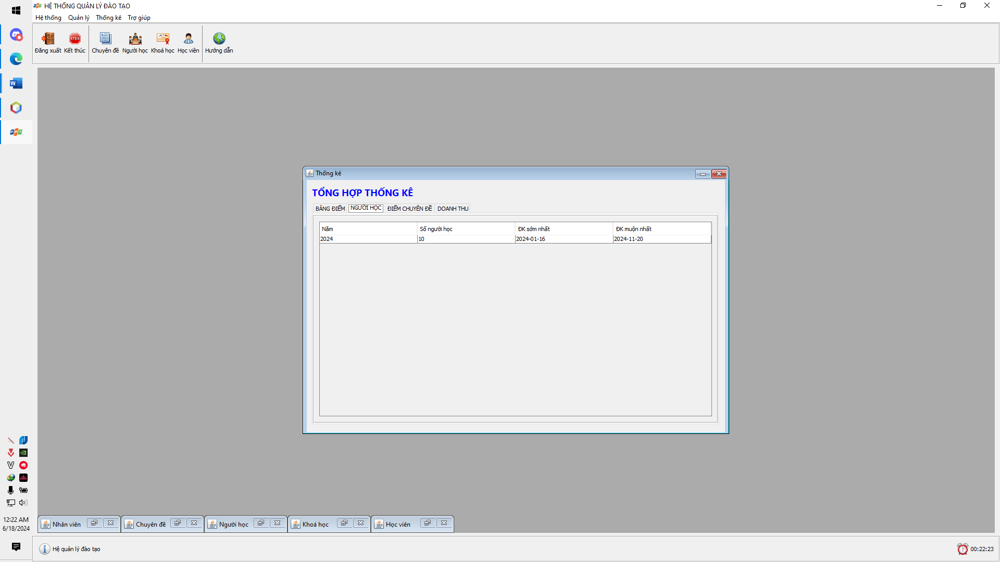 HỆ THỐNG QUẢN LÝ ĐÀO TẠO
Hệ thống Quản lý Thống kê Trợ giúp
Đăng xuất Kết thúc Chuyên đề Người học Khoá học Học viên Hướng dẫn
Thống kê
TỔNG HỢP THỐNG KÊ
BẢNG ĐIỂM NGƯỜI HỌC ĐIỂM CHUYÊN ĐỀ DOANH THU
Năm Số người học ĐK sớm nhất ĐK muộn nhất
2024 10 2024-01-16 2024-11-20
Nhân viên Chuyên đề Người học Khoá học Học viên
12:22 AM
6/18/2024
Hệ quản lý đào tạo
00:22:23
STOP
W
FPT